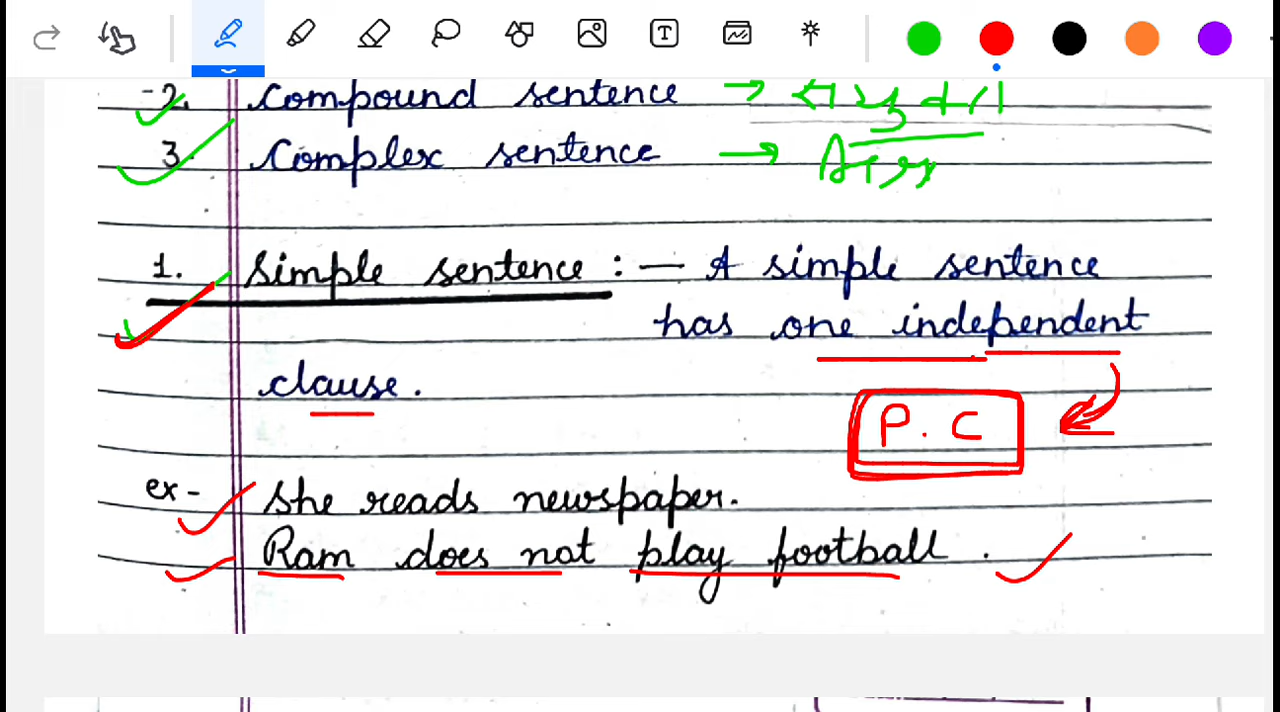 2. Compound sentence →
3. Complex sentence →
1. Simple sentence : — A simple sentence
has one independent
clause.
P. C
ex - She reads newspaper.
Ram does not play football.